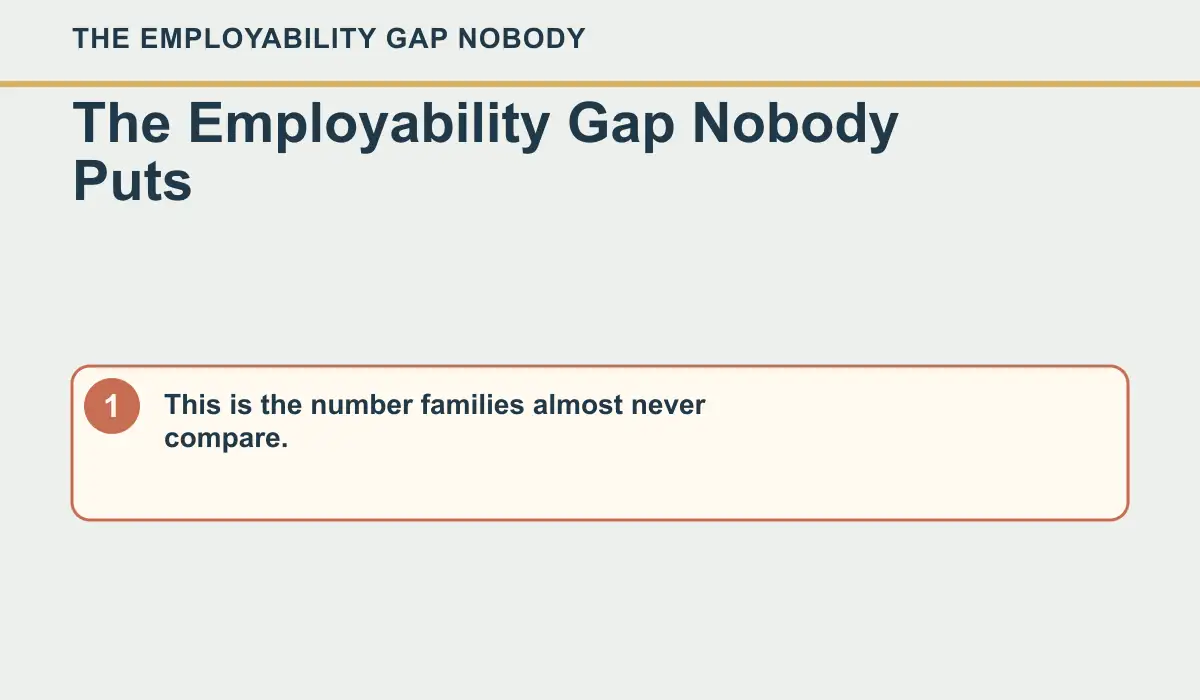 THE EMPLOYABILITY GAP NOBODY
The Employability Gap Nobody
Puts
1
This is the number families almost never
compare.